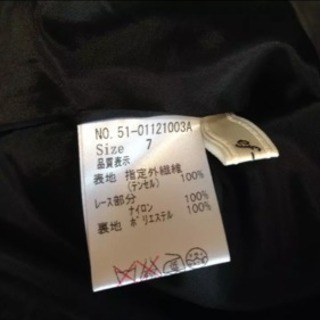 NO. 51-01121003A
Size 7
品質表示
表地 指定外繊維 100%
(テンセル)
レース部分
ナイロン 100%
裏地 ポリエステル 100%